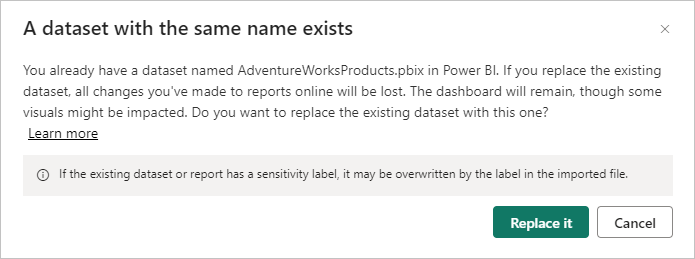 A dataset with the same name exists
You already have a dataset named AdventureWorksProducts.pbix in Power BI. If you replace the existing
dataset, all changes you've made to reports online will be lost. The dashboard will remain, though some
visuals might be impacted. Do you want to replace the existing dataset with this one?
Learn more
If the existing dataset or report has a sensitivity label, it may be overwritten by the label in the imported file.
Replace it Cancel